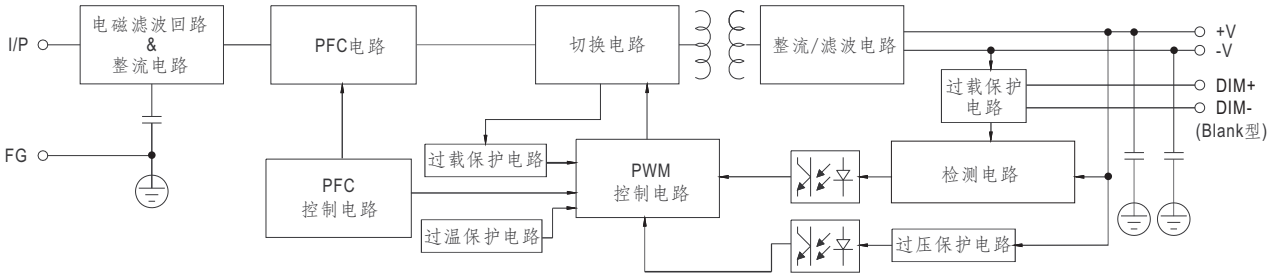 I/P
电磁滤波回路
&
整流电路
PFC电路
切换电路
整流/滤波电路
+V
-V
过载保护
电路
DIM+
DIM-
(Blank型)
FG
过载保护电路
PFC
控制电路
PWM
控制电路
检测电路
过温保护电路
过压保护电路